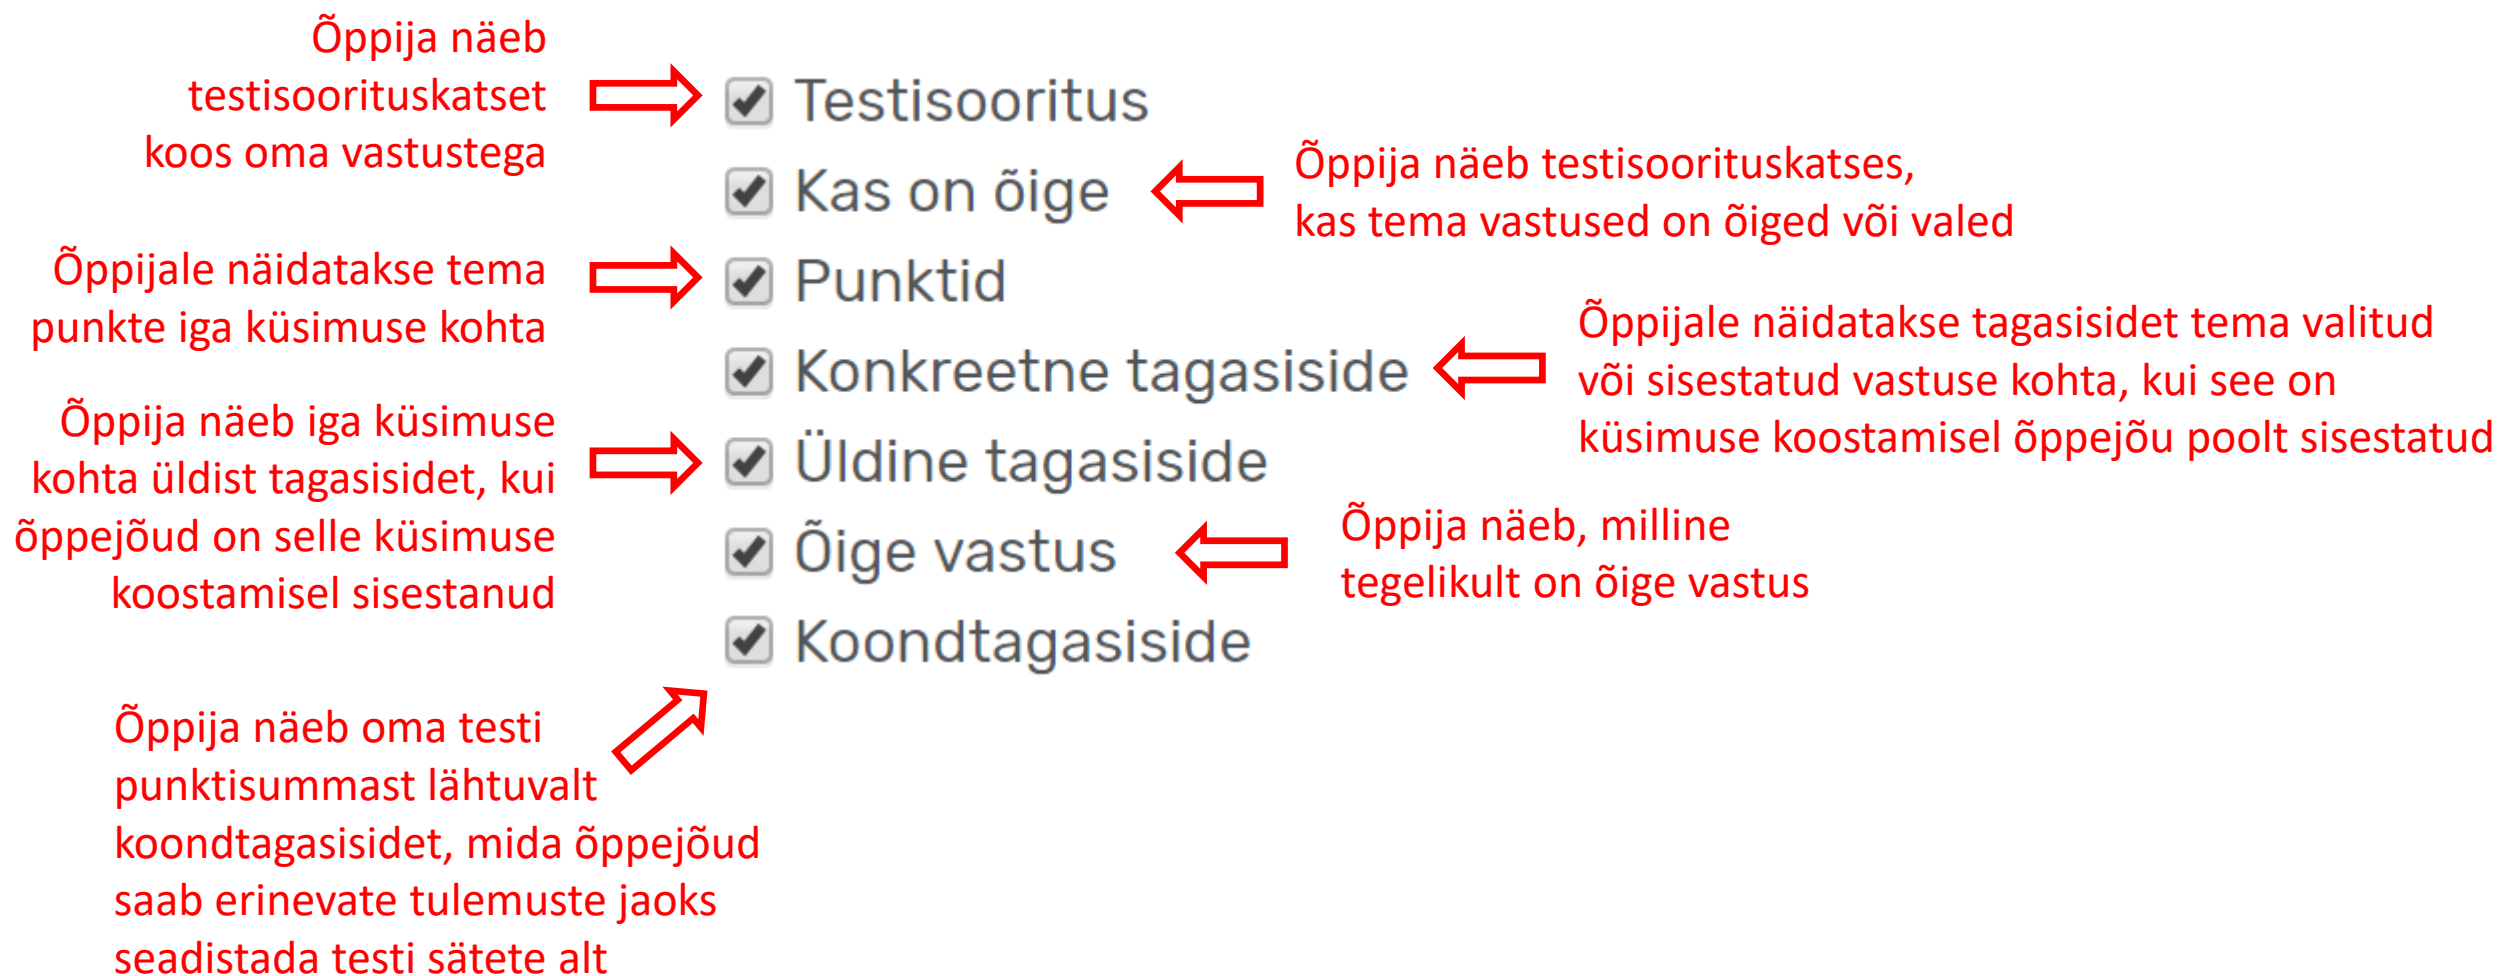 Õppija näeb
testisoorituskatset
koos oma vastustega
Testisooritus
Kas on õige
Õppija näeb testisoorituskatses,
kas tema vastused on õiged või valed
Õppijale näidatakse tema
punkte iga küsimuse kohta
Punktid
Konkreetne tagasiside
Õppijale näidatakse tagasisidet tema valitud
või sisestatud vastuse kohta, kui see on
küsimuse koostamisel õppejõu poolt sisestatud
Õppija näeb iga küsimuse
kohta üldist tagasisidet, kui
õppejõud on selle küsimuse
koostamisel sisestanud
Üldine tagasiside
Õige vastus
Õppija näeb, milline
tegelikult on õige vastus
Koondtagasiside
Õppija näeb oma testi
punktisummast lähtuvalt
koondtagasisidet, mida õppejõud
saab erinevate tulemuste jaoks
seadistada testi sätete alt